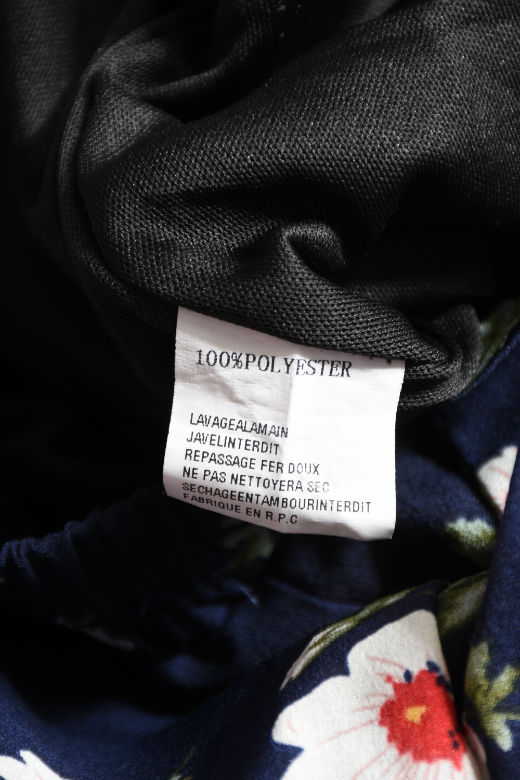 100%POLYESTER
LAVAGEALAMAIN
JAVELINTERDIT
REPASSAGE FER DOUX
NE PAS NETTOYERA SEC
SECHAGEENTAMBOURINTERDIT
FABRIQUE EN R.P.C